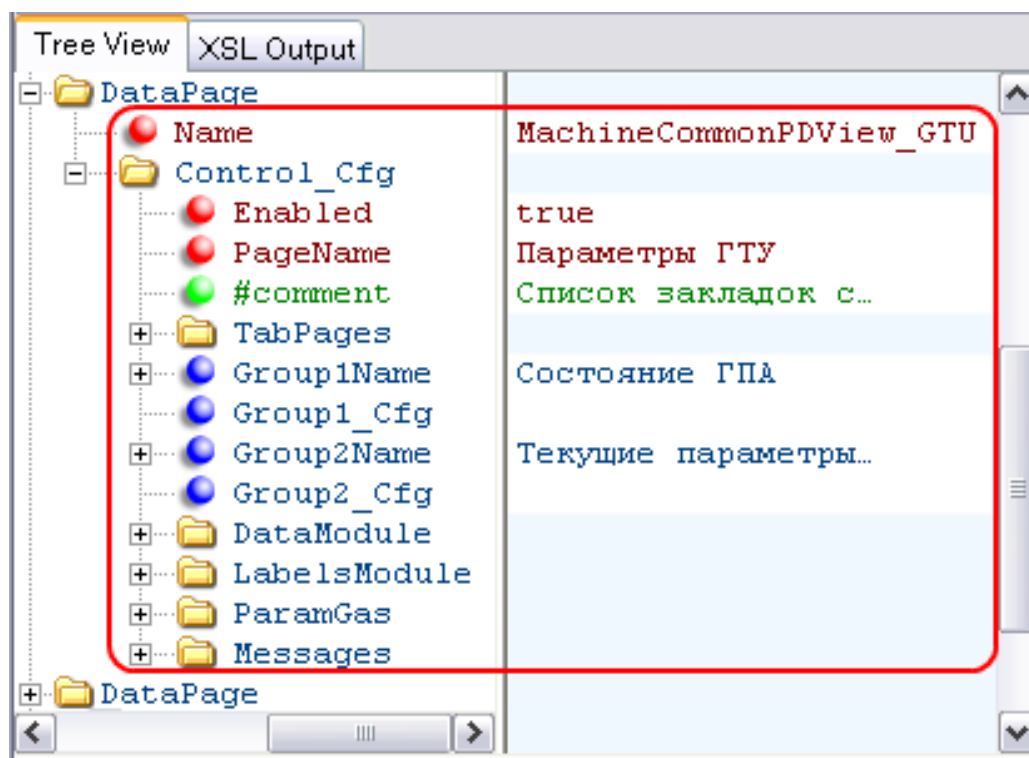 Tree View XSL Output
DataPage
Name MachineCommonPDView_GTU
Control_Cfg
Enabled true
PageName Параметры ГТУ
#comment Список закладок с…
TabPages
Group1Name Состояние ГПА
Group1_Cfg
Group2Name Текущие параметры…
Group2_Cfg
DataModule
LabelsModule
ParamGas
Messages
DataPage